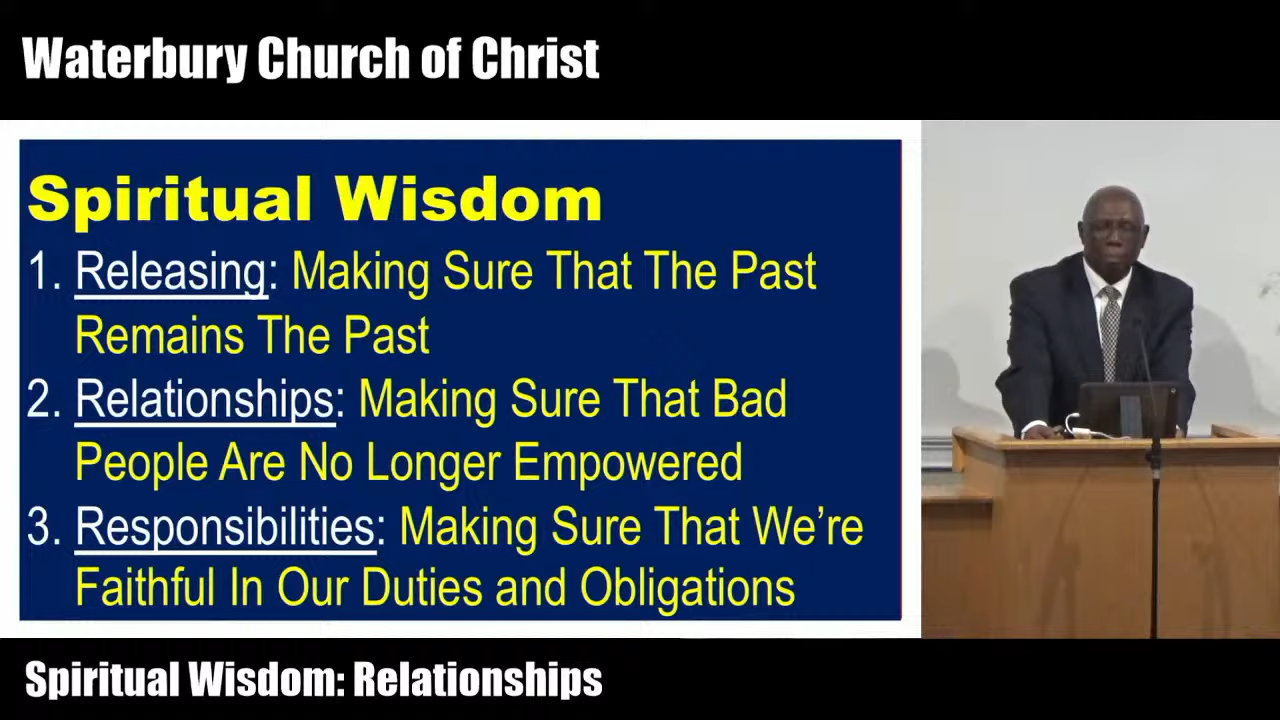 Waterbury Church of Christ
Spiritual Wisdom
1. Releasing: Making Sure That The Past
Remains The Past
2. Relationships: Making Sure That Bad
People Are No Longer Empowered
3. Responsibilities: Making Sure That We’re
Faithful In Our Duties and Obligations
Spiritual Wisdom: Relationships